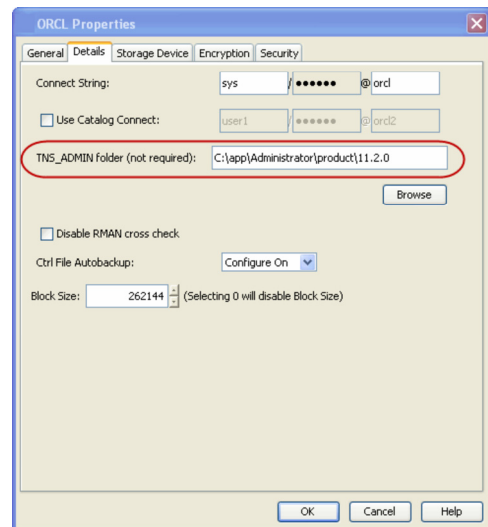 ORCL Properties
General Details Storage Device Encryption Security
Connect String: sys / •••••• @ orcl
Use Catalog Connect: user1 / •••••• @ orcl2
TNS_ADMIN folder (not required): C:\app\Administrator\product\11.2.0
Browse
Disable RMAN cross check
Ctrl File Autobackup: Configure On
Block Size: 262144 (Selecting 0 will disable Block Size)
OK Cancel Help